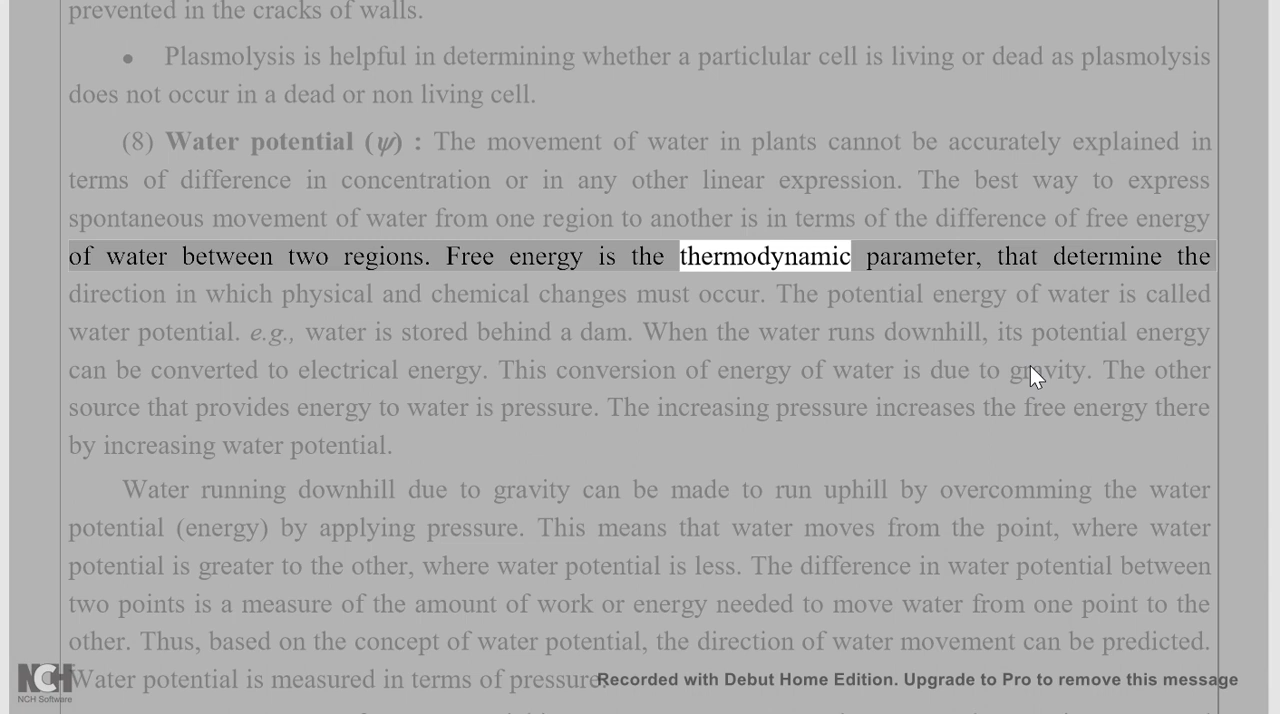 prevented in the cracks of walls.
• Plasmolysis is helpful in determining whether a particlular cell is living or dead as plasmolysis
does not occur in a dead or non living cell.
(8) Water potential (ψ) : The movement of water in plants cannot be accurately explained in
terms of difference in concentration or in any other linear expression. The best way to express
spontaneous movement of water from one region to another is in terms of the difference of free energy
of water between two regions. Free energy is the thermodynamic parameter, that determine the
direction in which physical and chemical changes must occur. The potential energy of water is called
water potential. e.g., water is stored behind a dam. When the water runs downhill, its potential energy
can be converted to electrical energy. This conversion of energy of water is due to gravity. The other
source that provides energy to water is pressure. The increasing pressure increases the free energy there
by increasing water potential.
Water running downhill due to gravity can be made to run uphill by overcomming the water
potential (energy) by applying pressure. This means that water moves from the point, where water
potential is greater to the other, where water potential is less. The difference in water potential between
two points is a measure of the amount of work or energy needed to move water from one point to the
other. Thus, based on the concept of water potential, the direction of water movement can be predicted.
Water potential is measured in terms of pressure.
NCH
NCH Software
Recorded with Debut Home Edition. Upgrade to Pro to remove this message